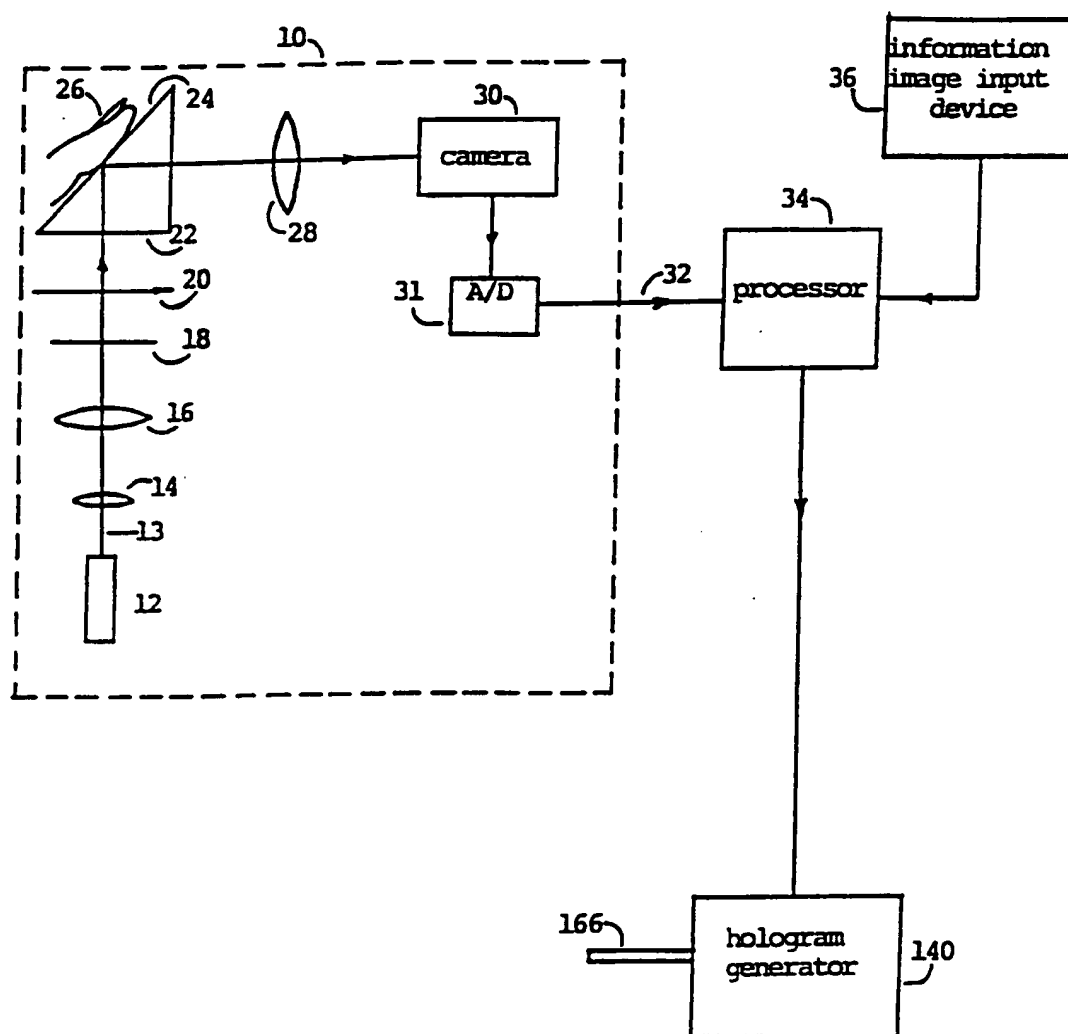 10
information
image input
device
36
26
24
30
camera
34
28
22
20
31
A/D
32
processor
18
16
14
13
12
166
hologram
generator
140